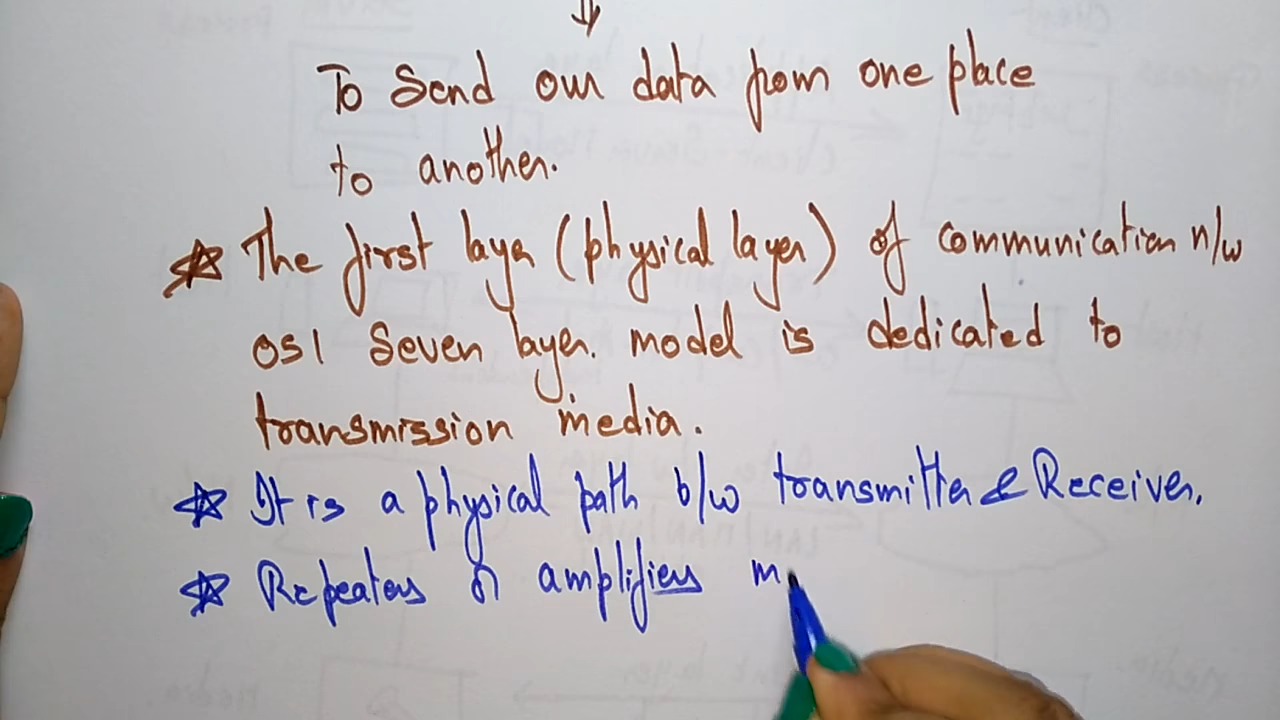 To Send our data from one place
to another.
The first layer (physical layer) of communication n/w
OSI Seven layer. model is dedicated to
transmission media.
It is a physical path b/w transmitter & Receiver.
Repeaters or amplifiers m